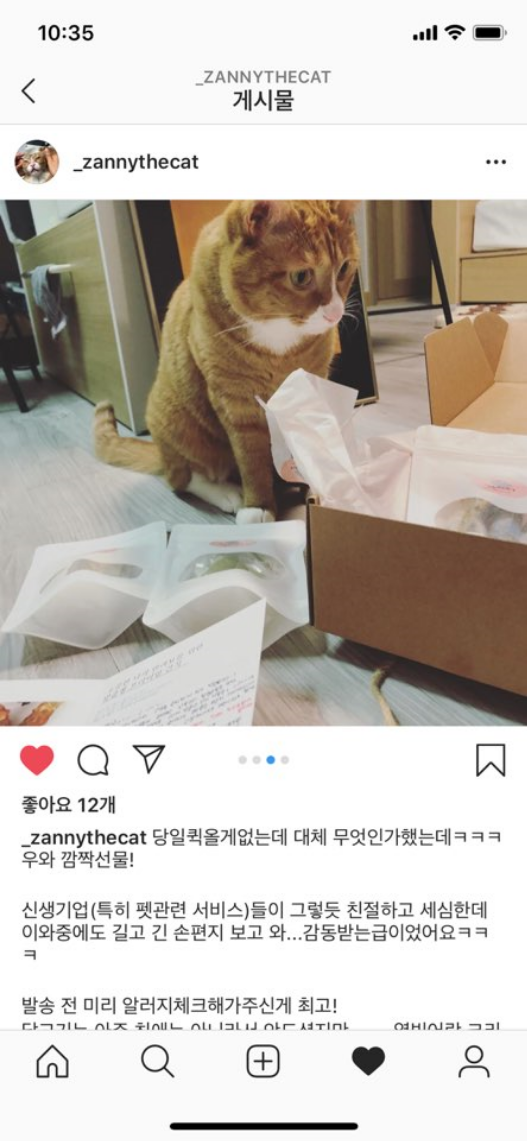 10:35
_ZANNYTHECAT
게시물
_zannythecat
좋아요 12개
_zannythecat 당일퀵올게없는데 대체 무엇인가했는데ㅋㅋㅋ
우와 깜짝선물!
신생기업(특히 펫관련 서비스)들이 그렇듯 친절하고 세심한데
이와중에도 길고 긴 손편지 보고 와...감동받는급이었어요ㅋㅋ
ㅋ
발송 전 미리 알러지체크해가주신게 최고!